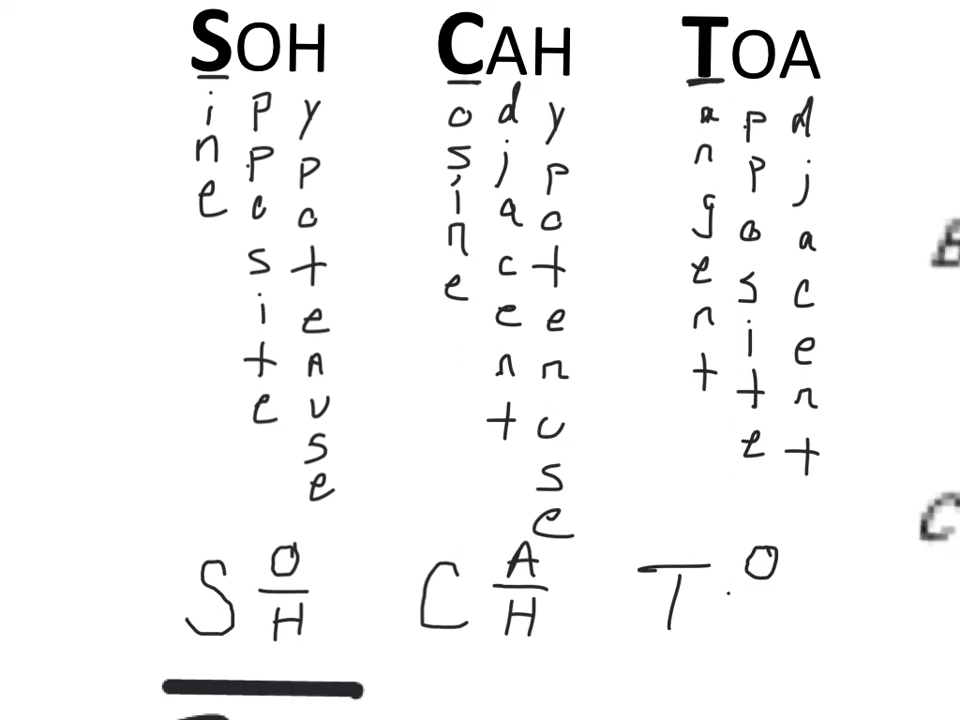 SOH CAH TOA
ine
pposite
ypotenuse
osine
djacent
ypotenuse
angent
pposite
djacent
S O/H C A/H T O
B
C